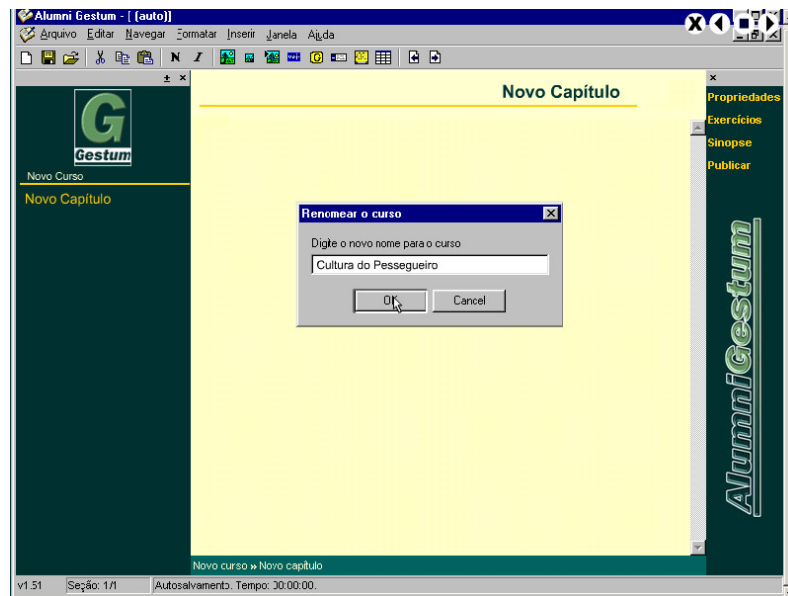 Alumni Gestum - [ (auto)]
Arquivo Editar Navegar Formatar Inserir Janela Ajuda
N I
G
Gestum
Novo Curso
Novo Capítulo
Novo Capítulo
Renomear o curso
Digite o novo nome para o curso
Cultura do Pessegueiro
OK Cancel
Propriedades
Exercícios
Sinopse
Publicar
AlumniGestum
Novo curso » Novo capítulo
v1.51 Seção: 1/1 Autosalvamento. Tempo: 00:00:00.